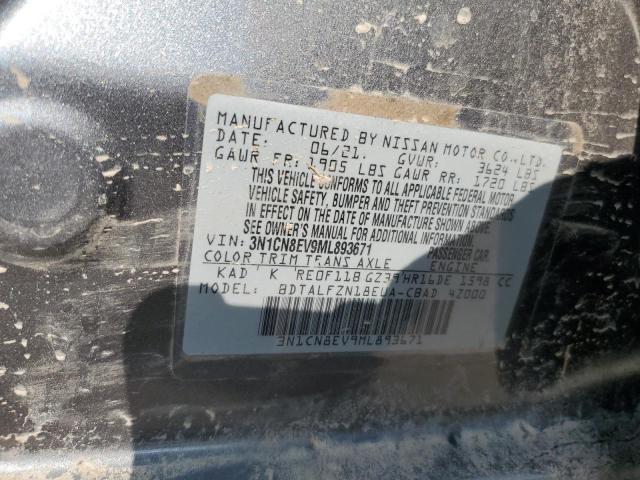 MANUFACTURED BY NISSAN MOTOR CO.,LTD.
DATE: 06/21. GVWR: 3624 LBS
GAWR FR: 1905 LBS GAWR RR: 1720 LBS
THIS VEHICLE CONFORMS TO ALL APPLICABLE FEDERAL MOTOR
VEHICLE SAFETY, BUMPER AND THEFT PREVENTION STANDARDS
IN EFFECT ON THE DATE OF MANUFACTURE SHOWN ABOVE.
SEE OWNER'S MANUAL FOR ADDITIONAL INFORMATION.
VIN: 3N1CN8EV9ML893671 PASSENGER CAR
COLOR TRIM TRANS AXLE ENGINE
KAD K RE0F11B GZ39 HR16DE 1598 CC
MODEL: BDTALFZN18EUA-CBAD 4Z000
3N1CN8EV9ML893671